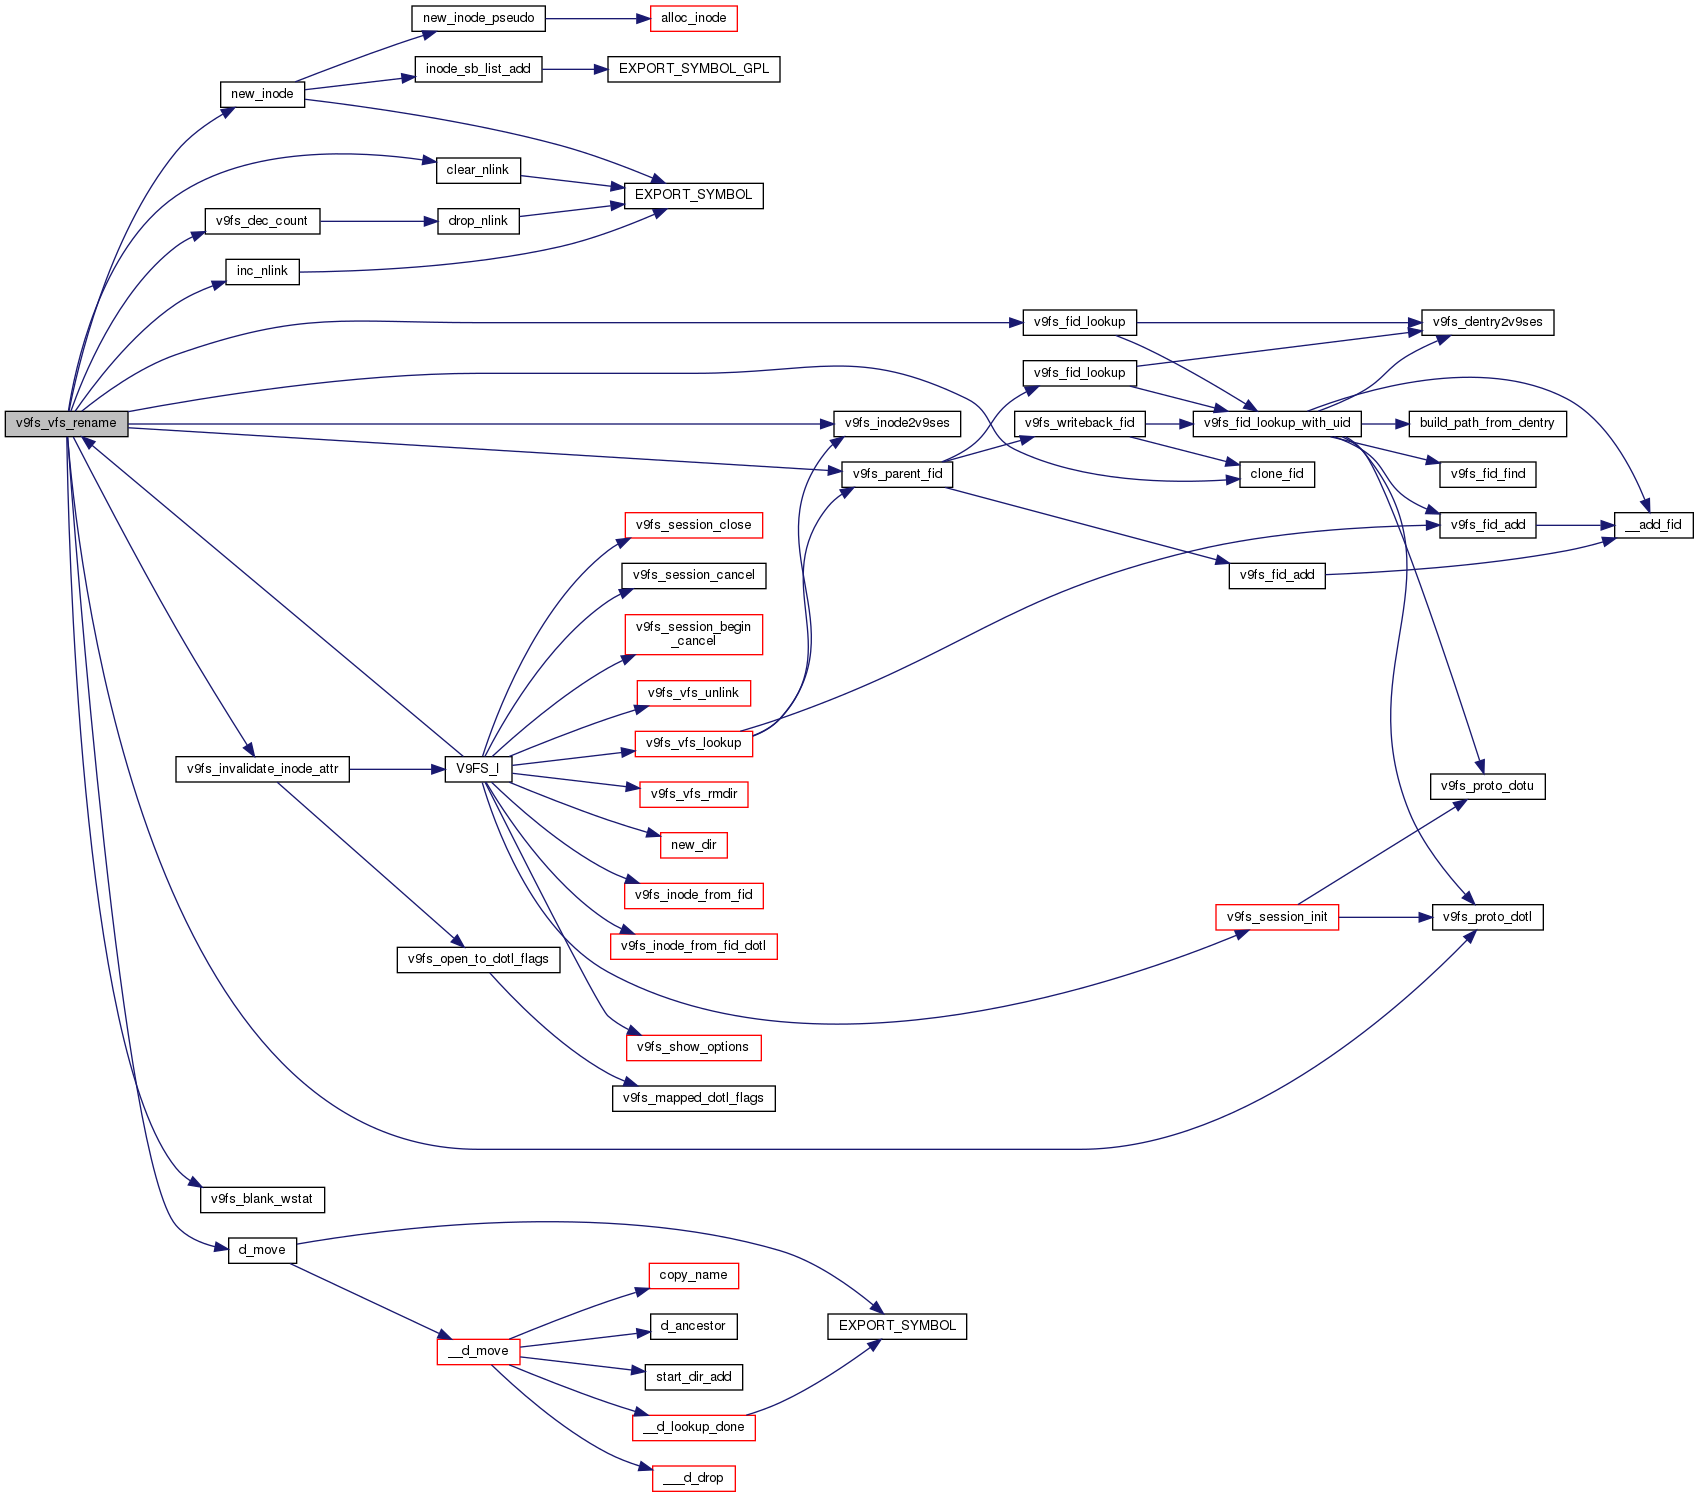 new_inode_pseudo
alloc_inode
inode_sb_list_add
EXPORT_SYMBOL_GPL
new_inode
clear_nlink
EXPORT_SYMBOL
v9fs_dec_count
drop_nlink
inc_nlink
v9fs_fid_lookup
v9fs_dentry2v9ses
v9fs_fid_lookup
v9fs_vfs_rename
v9fs_inode2v9ses
v9fs_writeback_fid
v9fs_fid_lookup_with_uid
build_path_from_dentry
v9fs_parent_fid
clone_fid
v9fs_fid_find
v9fs_session_close
v9fs_fid_add
__add_fid
v9fs_session_cancel
v9fs_fid_add
v9fs_session_begin
_cancel
v9fs_vfs_unlink
v9fs_vfs_lookup
v9fs_invalidate_inode_attr
V9FS_I
v9fs_vfs_rmdir
v9fs_proto_dotu
new_dir
v9fs_inode_from_fid
v9fs_session_init
v9fs_proto_dotl
v9fs_inode_from_fid_dotl
v9fs_open_to_dotl_flags
v9fs_show_options
v9fs_mapped_dotl_flags
v9fs_blank_wstat
d_move
copy_name
d_ancestor
EXPORT_SYMBOL
__d_move
start_dir_add
__d_lookup_done
___d_drop